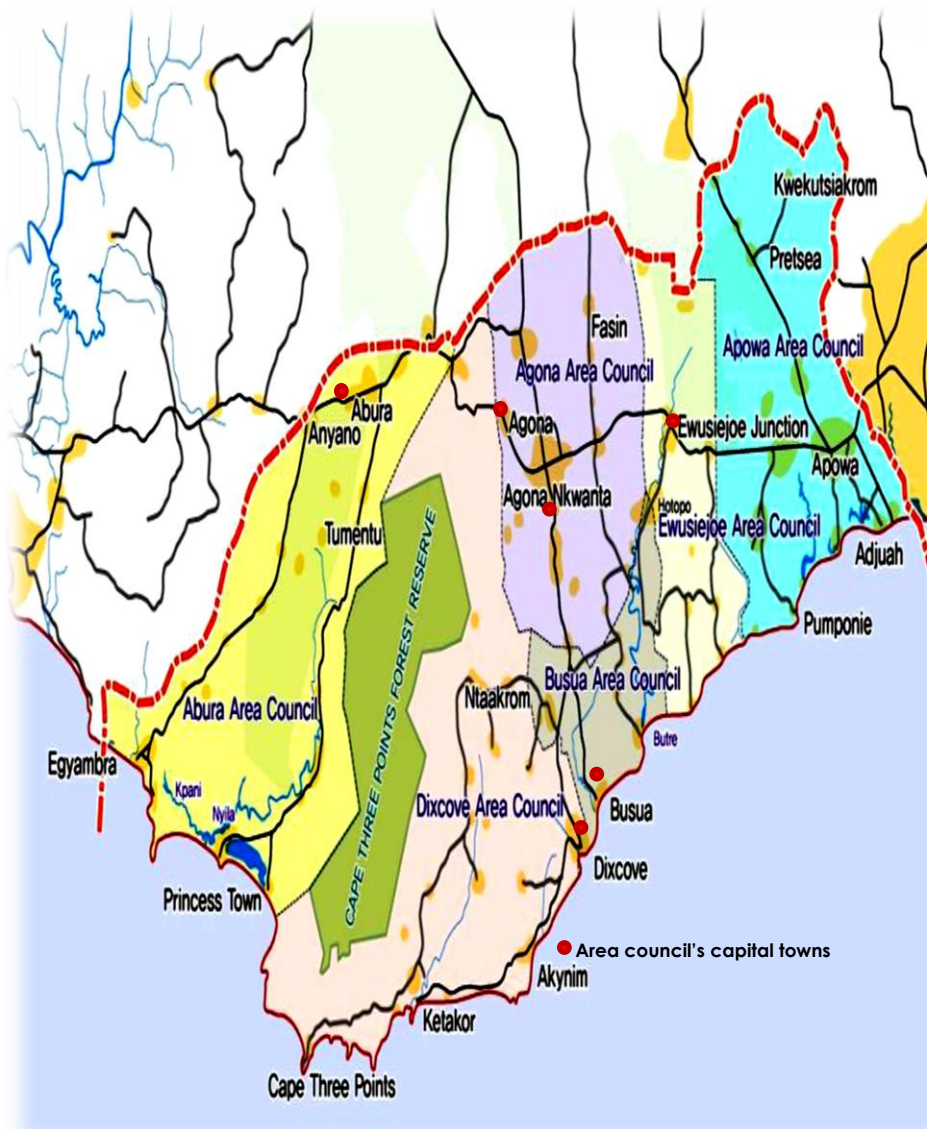 Kwekutsiakrom
Pretsea
Fasin
Apowa Area Council
Agona Area Council
Abura
Anyano
Agona
Ewusiejoe Junction
Apowa
Agona Nkwanta
Hotopo
Ewusiejoe Area Council
Tumentu
Adjuah
CAPE THREE POINTS FOREST RESERVE
Pumponie
Busua Area Council
Ntaakrom
Abura Area Council
Butre
Egyambra
Kpani
Nyila
Dixcove Area Council
Busua
Dixcove
Princess Town
Area council's capital towns
Akynim
Ketakor
Cape Three Points